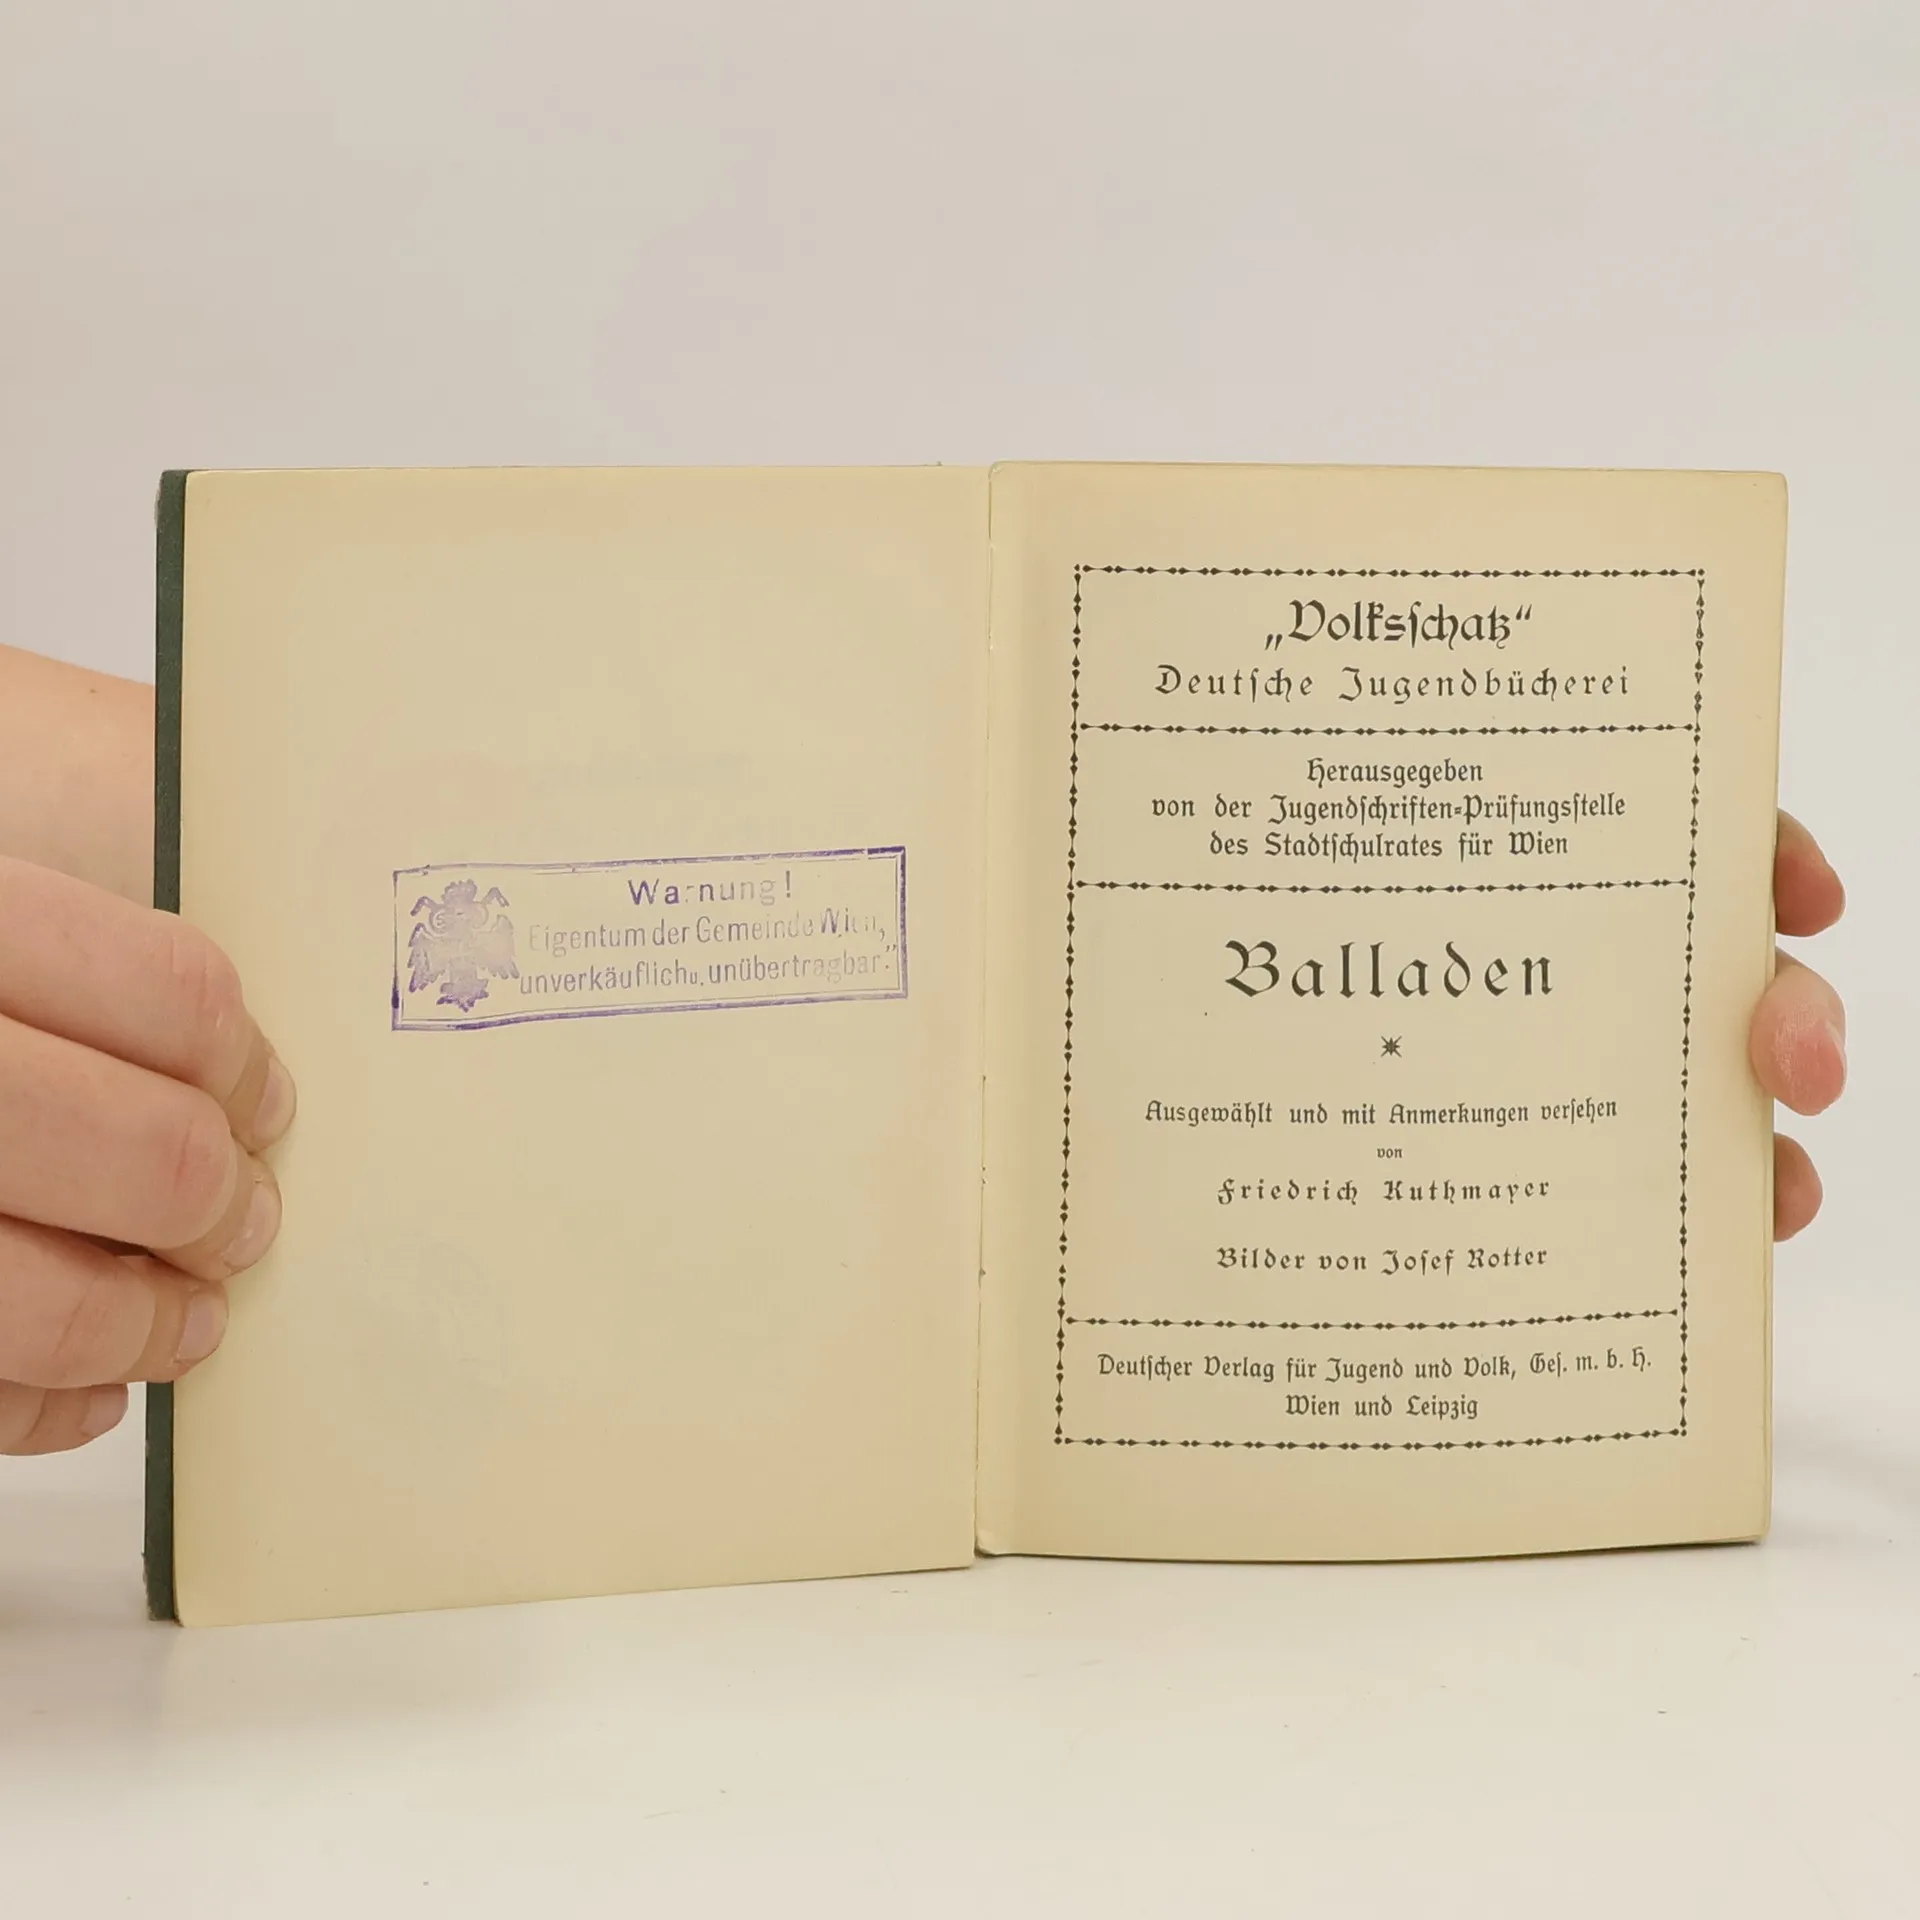 Warnung!
Eigentum der Gemeinde Wien,
unverkäuflich u. unübertragbar."
„Volksschatz“
Deutsche Jugendbücherei
Herausgegeben
von der Jugendschriften-Prüfungsstelle
des Stadtschulrates für Wien
Balladen
Ausgewählt und mit Anmerkungen versehen
von
Friedrich Kuthmayer
Bilder von Josef Rotter
Deutscher Verlag für Jugend und Volk, Ges. m. b. H.
Wien und Leipzig